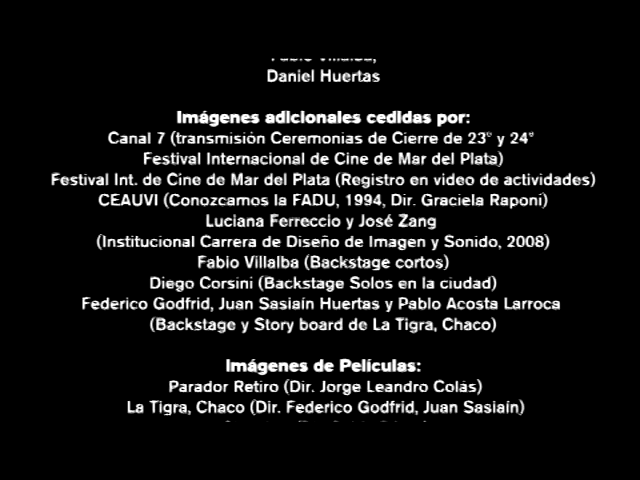 Daniel Huertas
Imágenes adicionales cedidas por:
Canal 7 (transmisión Ceremonias de Cierre de 23° y 24°
Festival Internacional de Cine de Mar del Plata)
Festival Int. de Cine de Mar del Plata (Registro en video de actividades)
CEAUVI (Conozcamos la FADU, 1994, Dir. Graciela Raponi)
Luciana Ferreccio y José Zang
(Institucional Carrera de Diseño de Imagen y Sonido, 2008)
Fabio Villalba (Backstage cortos)
Diego Corsini (Backstage Solos en la ciudad)
Federico Godfrid, Juan Sasiaín Huertas y Pablo Acosta Larroca
(Backstage y Story board de La Tigra, Chaco)
Imágenes de Películas:
Parador Retiro (Dir. Jorge Leandro Colás)
La Tigra, Chaco (Dir. Federico Godfrid, Juan Sasiaín)